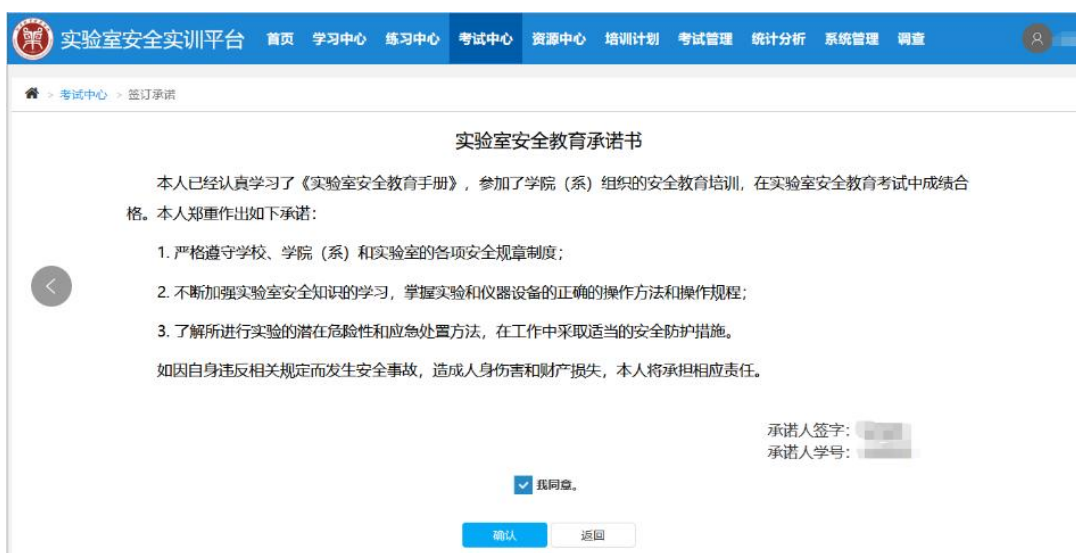 实验室安全实训平台 首页 学习中心 练习中心 考试中心 资源中心 培训计划 考试管理 统计分析 系统管理 调查
> 考试中心 > 签订承诺
实验室安全教育承诺书
本人已经认真学习了《实验室安全教育手册》，参加了学院（系）组织的安全教育培训，在实验室安全教育考试中成绩合
格。本人郑重作出如下承诺：
1. 严格遵守学校、学院（系）和实验室的各项安全规章制度；
2. 不断加强实验室安全知识的学习，掌握实验和仪器设备的正确的操作方法和操作规程；
3. 了解所进行实验的潜在危险性和应急处置方法，在工作中采取适当的安全防护措施。
如因自身违反相关规定而发生安全事故，造成人身伤害和财产损失，本人将承担相应责任。
承诺人签字：
承诺人学号：
我同意。
确认 返回